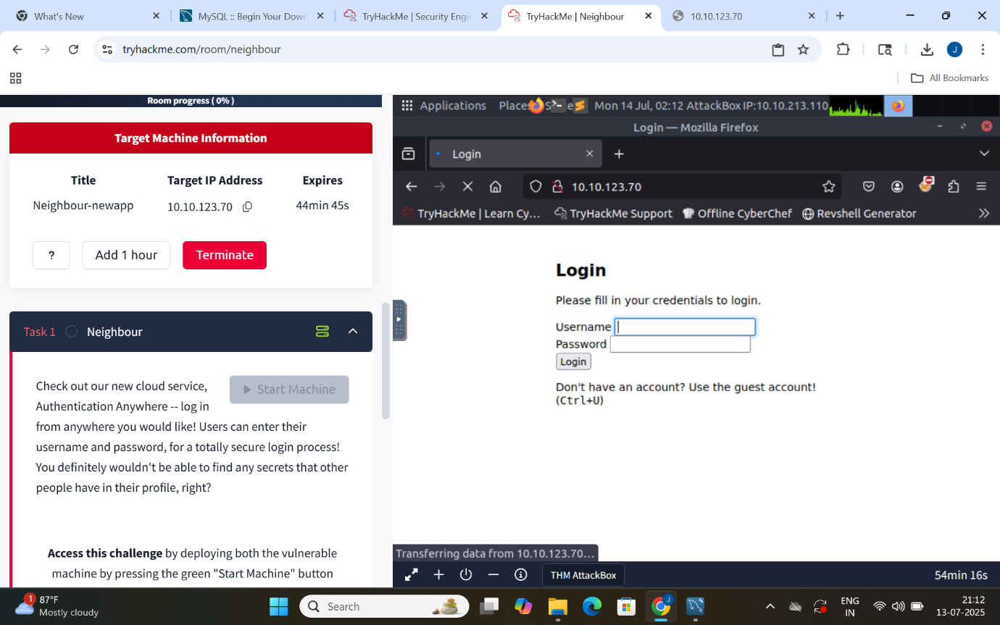 What's New
MySQL :: Begin Your Down
TryHackMe | Security Engin
TryHackMe | Neighbour
10.10.123.70
tryhackme.com/room/neighbour
J
All Bookmarks
Room progress ( 0% )
Target Machine Information
Title
Target IP Address
Expires
Neighbour-newapp
10.10.123.70
44min 45s
?
Add 1 hour
Terminate
Task 1
Neighbour
Start Machine
Check out our new cloud service,
Authentication Anywhere -- log in
from anywhere you would like! Users can enter their
username and password, for a totally secure login process!
You definitely wouldn't be able to find any secrets that other
people have in their profile, right?
Access this challenge by deploying both the vulnerable
machine by pressing the green "Start Machine" button
Applications
Mon 14 Jul, 02:12
AttackBox IP:10.10.213.110
Login — Mozilla Firefox
Login
10.10.123.70
TryHackMe | Learn Cy...
TryHackMe Support
Offline CyberChef
Revshell Generator
Login
Please fill in your credentials to login.
Username
Password
Login
Don't have an account? Use the guest account!
(Ctrl+U)
Transferring data from 10.10.123.70...
THM AttackBox
54min 16s
1
87°F
Mostly cloudy
Search
J
ENG
IN
21:12
13-07-2025